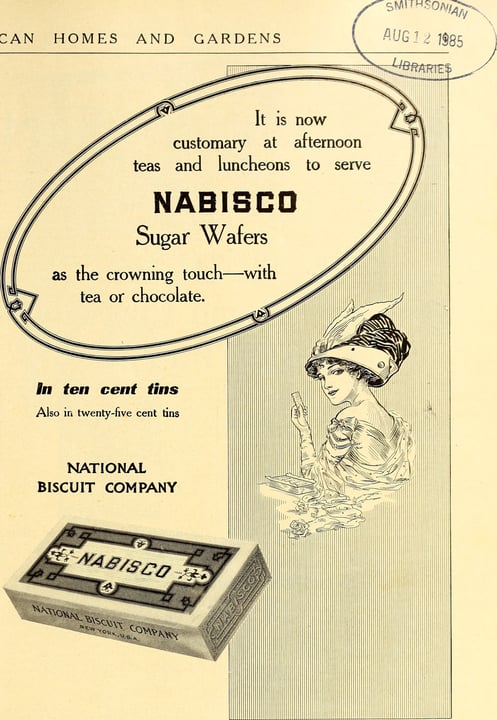 SMITHSONIAN
AUG 12 1985
LIBRARIES
CAN HOMES AND GARDENS
It is now
customary at afternoon
teas and luncheons to serve
NABISCO
Sugar Wafers
as the crowning touch—with
tea or chocolate.
In ten cent tins
Also in twenty-five cent tins
NATIONAL
BISCUIT COMPANY
NABISCO
NATIONAL BISCUIT COMPANY
NEW YORK, U.S.A.
NABISCO